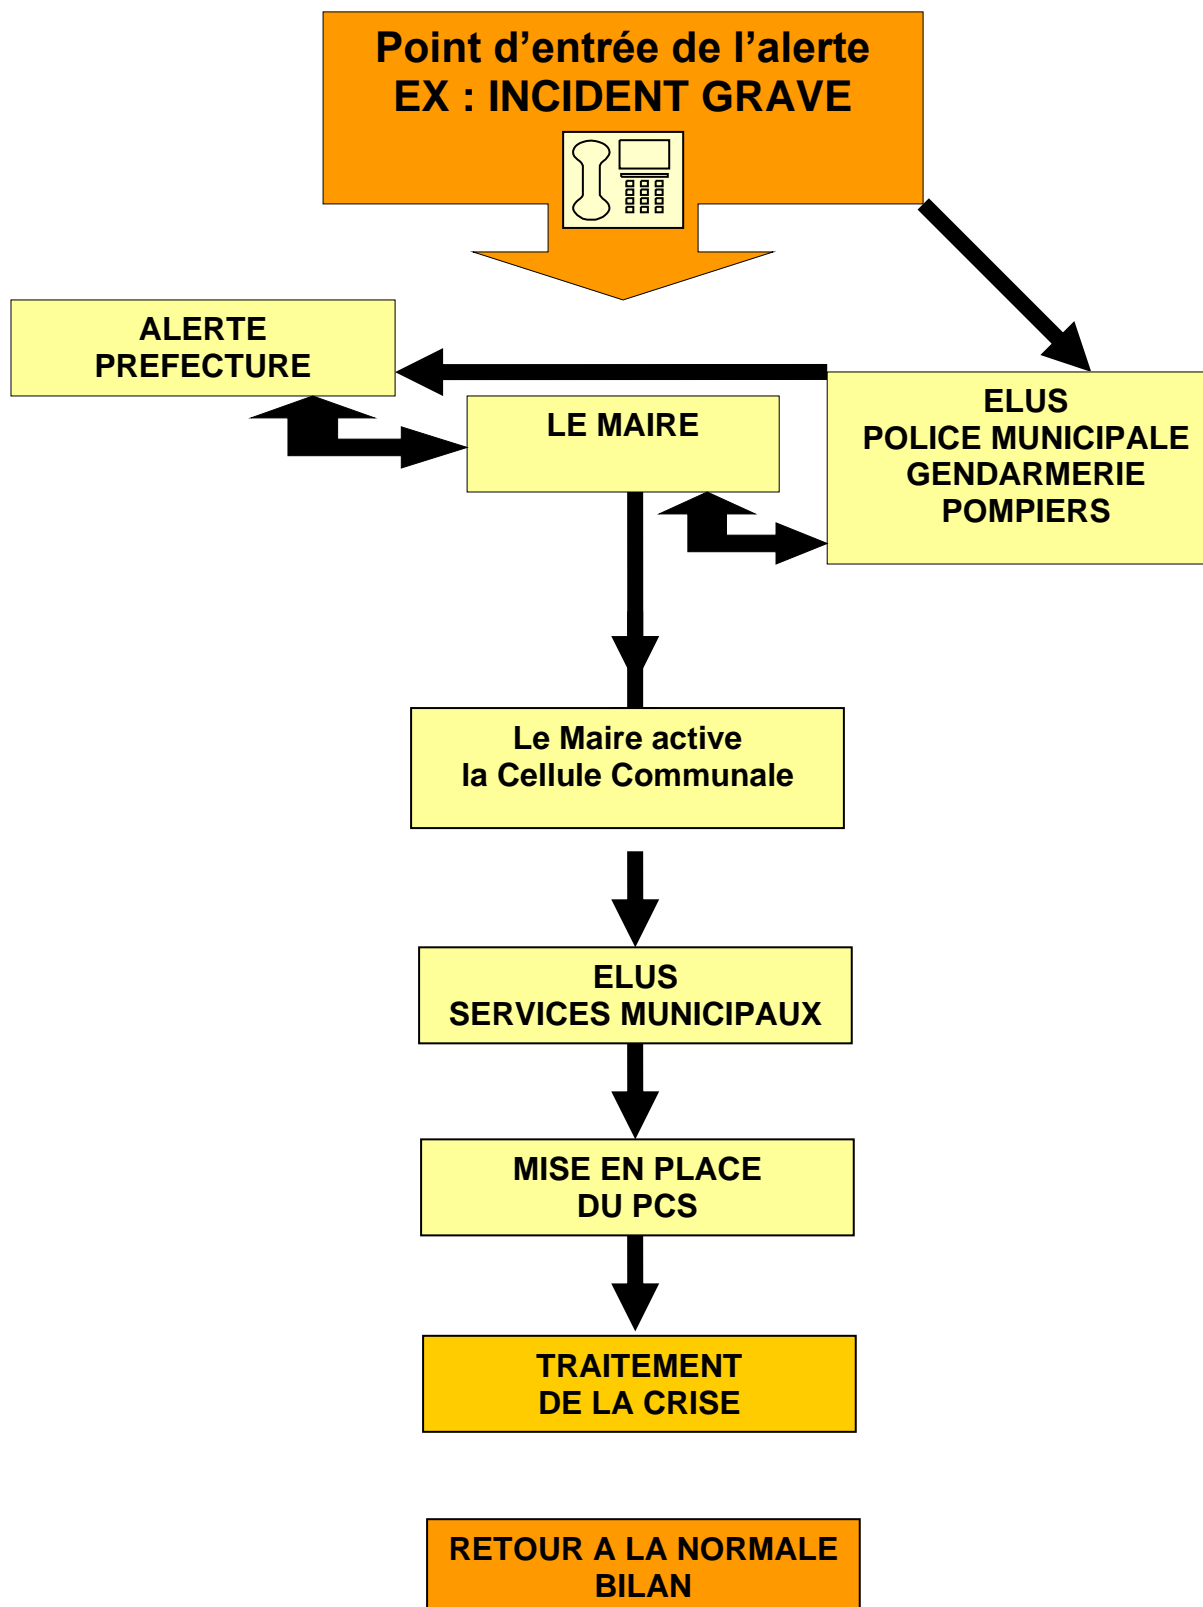 Point d’entrée de l’alerte
EX : INCIDENT GRAVE
ALERTE
PREFECTURE
LE MAIRE
ELUS
POLICE MUNICIPALE
GENDARMERIE
POMPIERS
Le Maire active
la Cellule Communale
ELUS
SERVICES MUNICIPAUX
MISE EN PLACE
DU PCS
TRAITEMENT
DE LA CRISE
RETOUR A LA NORMALE
BILAN